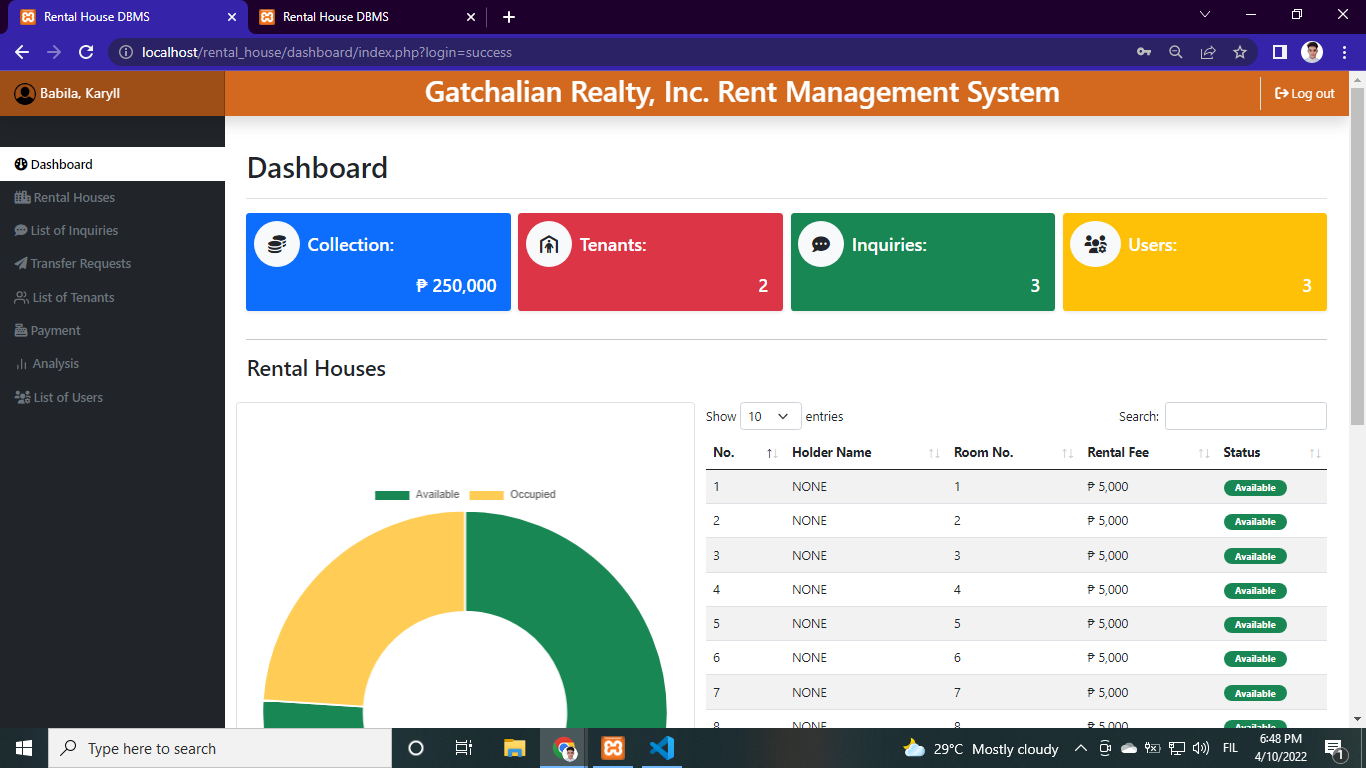 Rental House DBMS
Rental House DBMS
localhost/rental_house/dashboard/index.php?login=success
Babila, Karyll
Gatchalian Realty, Inc. Rent Management System
Log out
Dashboard
Rental Houses
List of Inquiries
Transfer Requests
List of Tenants
Payment
Analysis
List of Users
Dashboard
Collection:
₱ 250,000
Tenants:
2
Inquiries:
3
Users:
3
Rental Houses
Available Occupied
Show 10 entries
Search:
No. Holder Name Room No. Rental Fee Status
1 NONE 1 ₱ 5,000 Available
2 NONE 2 ₱ 5,000 Available
3 NONE 3 ₱ 5,000 Available
4 NONE 4 ₱ 5,000 Available
5 NONE 5 ₱ 5,000 Available
6 NONE 6 ₱ 5,000 Available
7 NONE 7 ₱ 5,000 Available
8 NONE 8 ₱ 5,000 Available
Type here to search
29°C Mostly cloudy
FIL
6:48 PM
4/10/2022
1